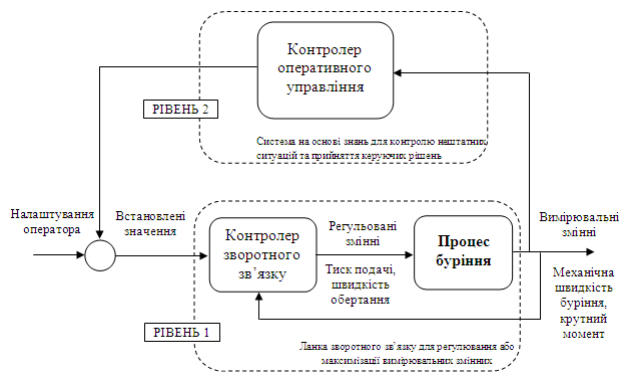 Контролер
оперативного
управління
РІВЕНЬ 2
Система на основі знань для контролю нештатних
ситуацій та прийняття керуючих рішень
Налаштування
оператора
Встановлені
значення
Контролер
зворотного
зв’язку
Регульовані
змінні
Тиск подачі,
швидкість
обертання
Процес
буріння
Вимірювальні
змінні
Механічна
швидкість
буріння,
крутний
момент
РІВЕНЬ 1
Ланка зворотного зв’язку для регулювання або
максимізації вимірювальних змінних